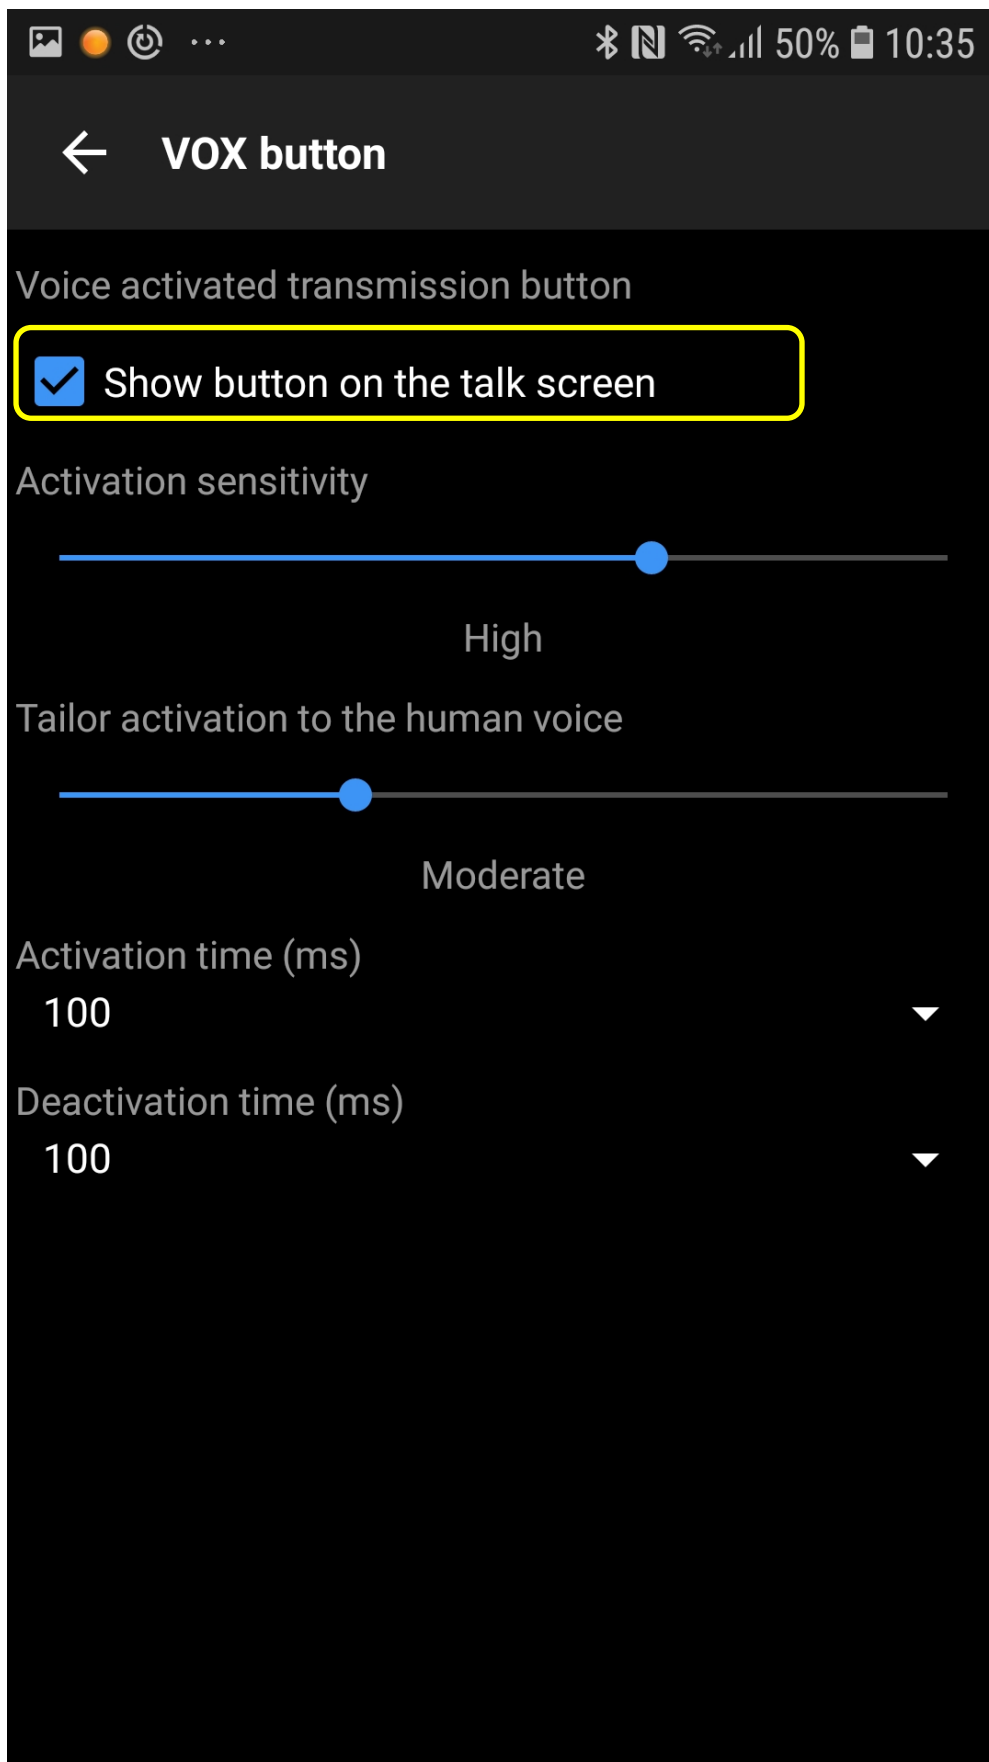 50% 10:35
VOX button
Voice activated transmission button
Show button on the talk screen
Activation sensitivity
High
Tailor activation to the human voice
Moderate
Activation time (ms)
100
Deactivation time (ms)
100